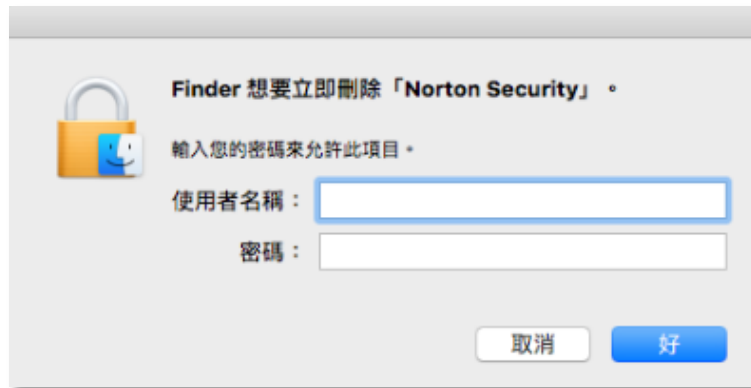 Finder 想要立即刪除「Norton Security」。
輸入您的密碼來允許此項目。
使用者名稱：
密碼：
取消
好